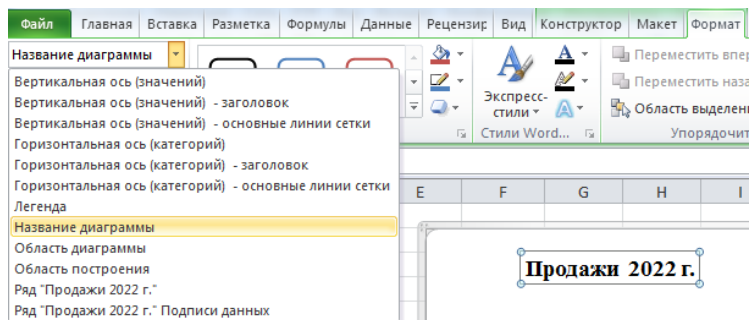 Файл Главная Вставка Разметка Формулы Данные Рецензир Вид Конструктор Макет Формат
Название диаграммы
Переместить впер
Переместить наза
Область выделен
Экспресс-
стили
Стили Word...
Упорядочит
Вертикальная ось (значений)
Вертикальная ось (значений) - заголовок
Вертикальная ось (значений) - основные линии сетки
Горизонтальная ось (категорий)
Горизонтальная ось (категорий) - заголовок
Горизонтальная ось (категорий) - основные линии сетки
Легенда
Название диаграммы
Область диаграммы
Область построения
Ряд "Продажи 2022 г."
Ряд "Продажи 2022 г." Подписи данных
E F G H I
Продажи 2022 г.